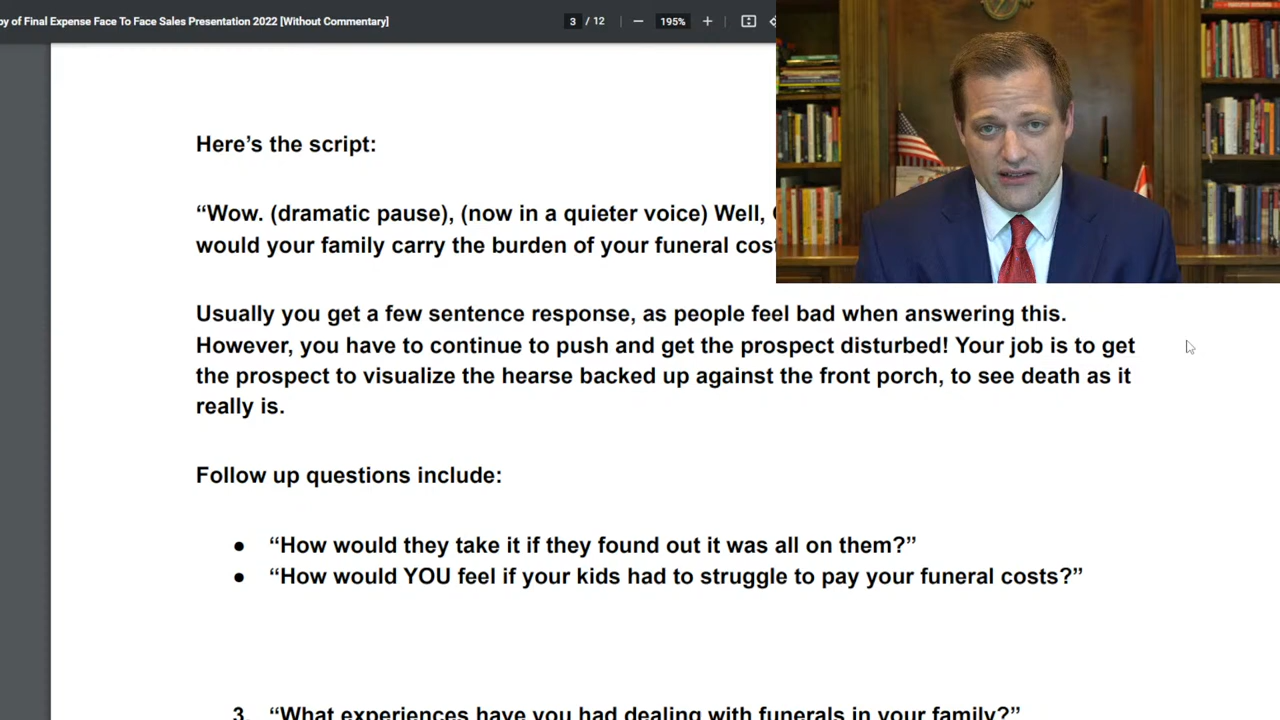 py of Final Expense Face To Face Sales Presentation 2022 [Without Commentary]
3 / 12
195%
Here's the script:
“Wow. (dramatic pause), (now in a quieter voice) Well,
would your family carry the burden of your funeral cos
Usually you get a few sentence response, as people feel bad when answering this.
However, you have to continue to push and get the prospect disturbed! Your job is to get
the prospect to visualize the hearse backed up against the front porch, to see death as it
really is.
Follow up questions include:
● “How would they take it if they found out it was all on them?”
● “How would YOU feel if your kids had to struggle to pay your funeral costs?”
3. “What experiences have you had dealing with funerals in your family?”